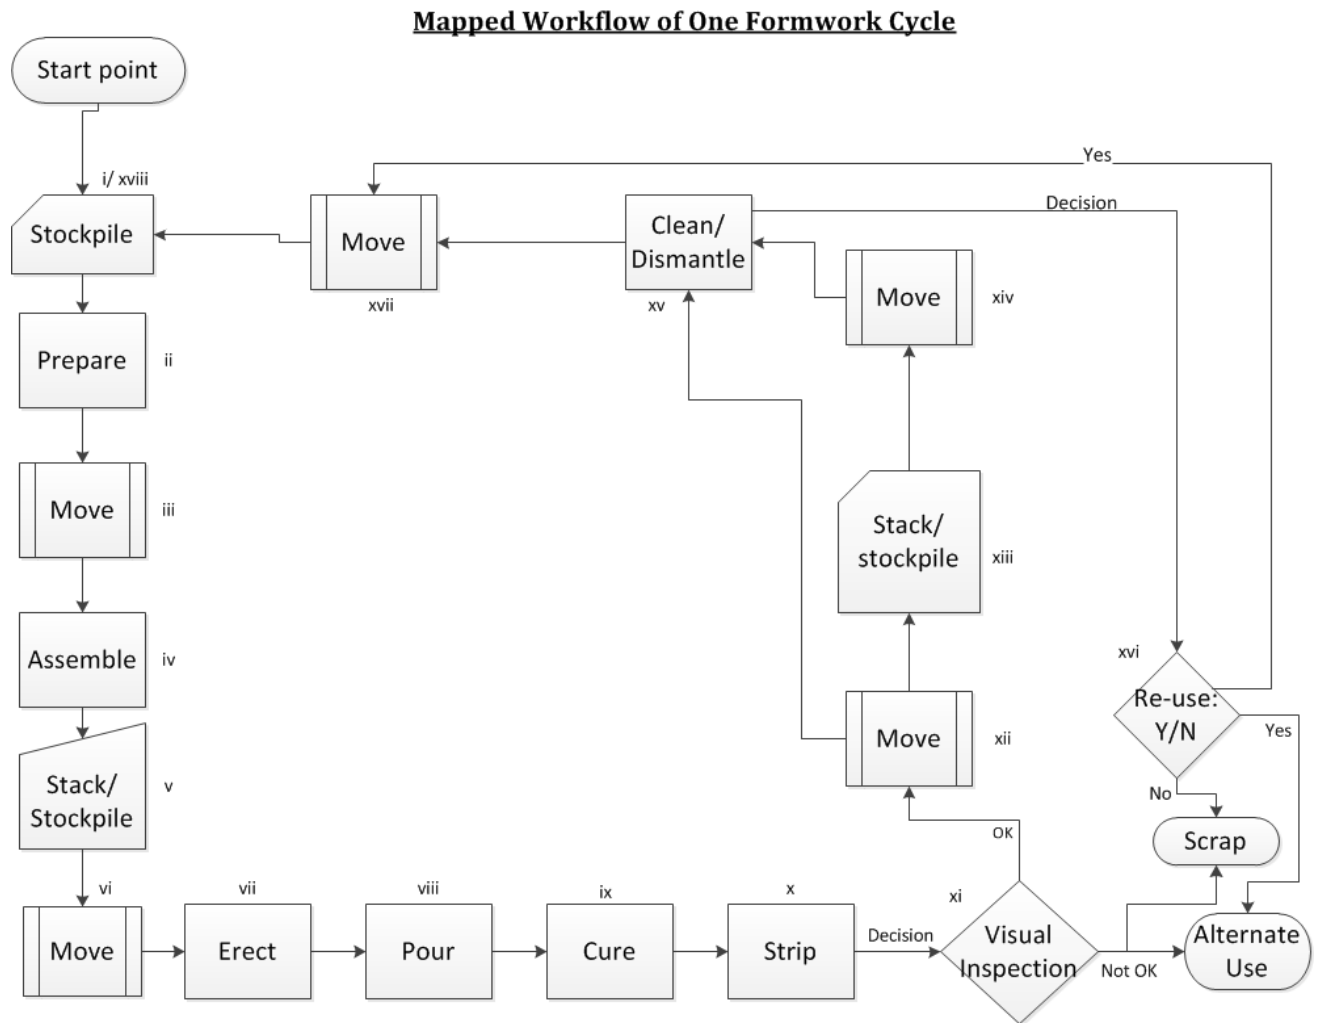 Mapped Workflow of One Formwork Cycle
Start point
i/ xviii
Stockpile
Prepare
ii
Move
iii
Assemble
iv
Stack/
Stockpile
v
vi
Move
vii
Erect
viii
Pour
ix
Cure
x
Strip
Decision
xi
Visual
Inspection
OK
Not OK
Move
xii
Stack/
stockpile
xiii
Move
xiv
Clean/
Dismantle
xv
Decision
xvi
Re-use:
Y/N
Yes
Yes
No
Scrap
Alternate
Use
Move
xvii